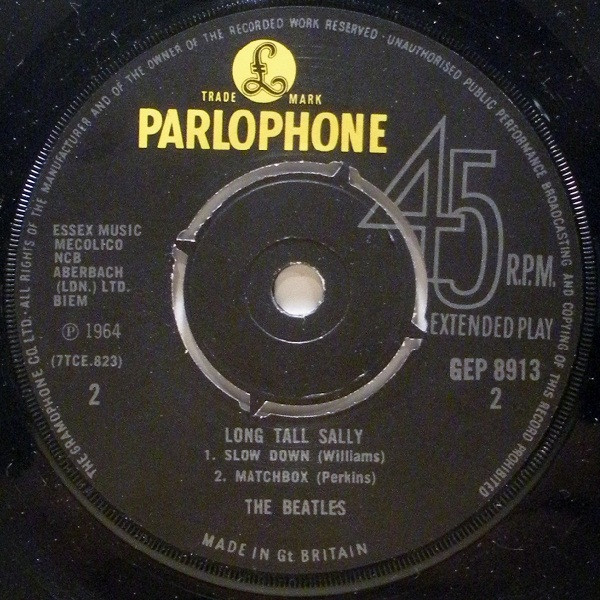 THE GRAMOPHONE CO. LTD. · ALL RIGHTS OF THE MANUFACTURER AND OF THE OWNER OF THE RECORDED WORK RESERVED · UNAUTHORISED PUBLIC PERFORMANCE BROADCASTING AND COPYING OF THIS RECORD PROHIBITED
£
TRADE MARK
PARLOPHONE
45
R.P.M.
EXTENDED PLAY
ESSEX MUSIC
MECOLICO
NCB
ABERBACH
(LDN.) LTD.
BIEM
Ⓟ 1964
(7TCE.823)
2
GEP 8913
2
LONG TALL SALLY
1. SLOW DOWN (Williams)
2. MATCHBOX (Perkins)
THE BEATLES
MADE IN Gt BRITAIN